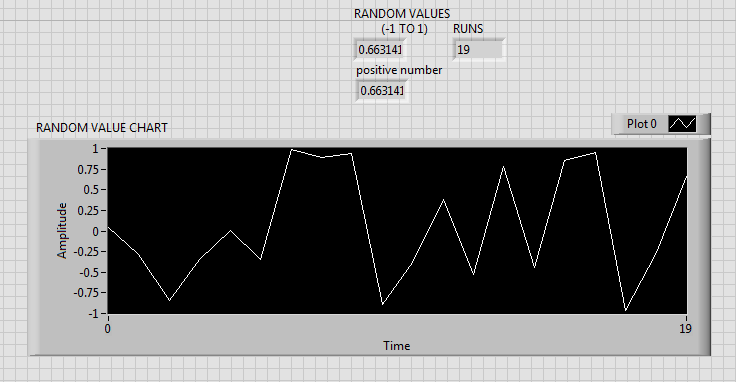 RANDOM VALUES
(-1 TO 1)
RUNS
0.663141
19
positive number
0.663141
Plot 0
RANDOM VALUE CHART
1
0.75
0.5
0.25
0
-0.25
-0.5
-0.75
-1
Amplitude
0
19
Time